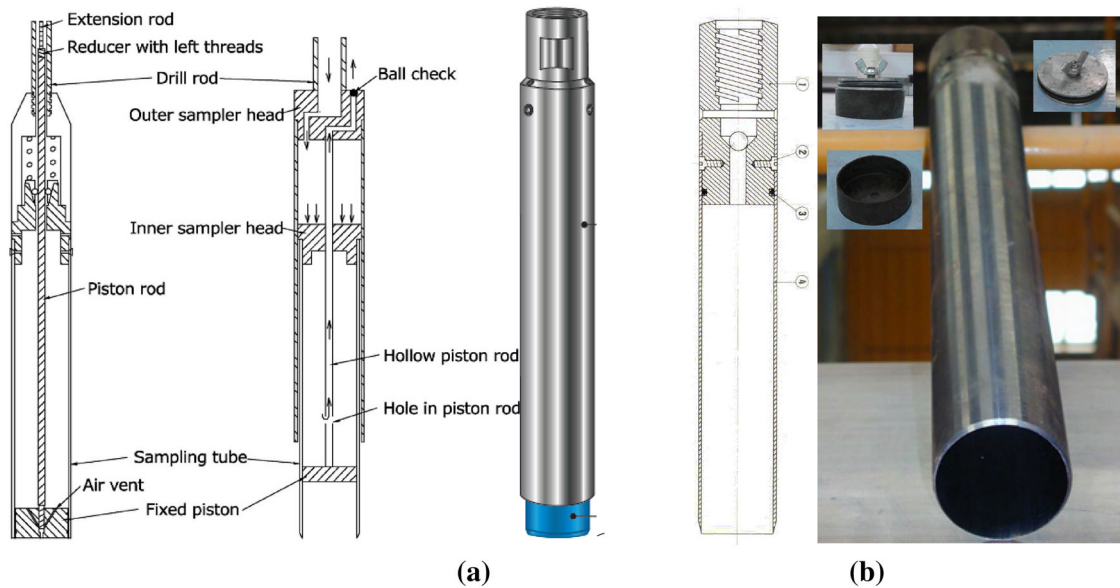 Extension rod
Reducer with left threads
Drill rod
Ball check
Outer sampler head
Inner sampler head
Piston rod
Hollow piston rod
Hole in piston rod
Sampling tube
Air vent
Fixed piston
1
2
3
4
(a)
(b)